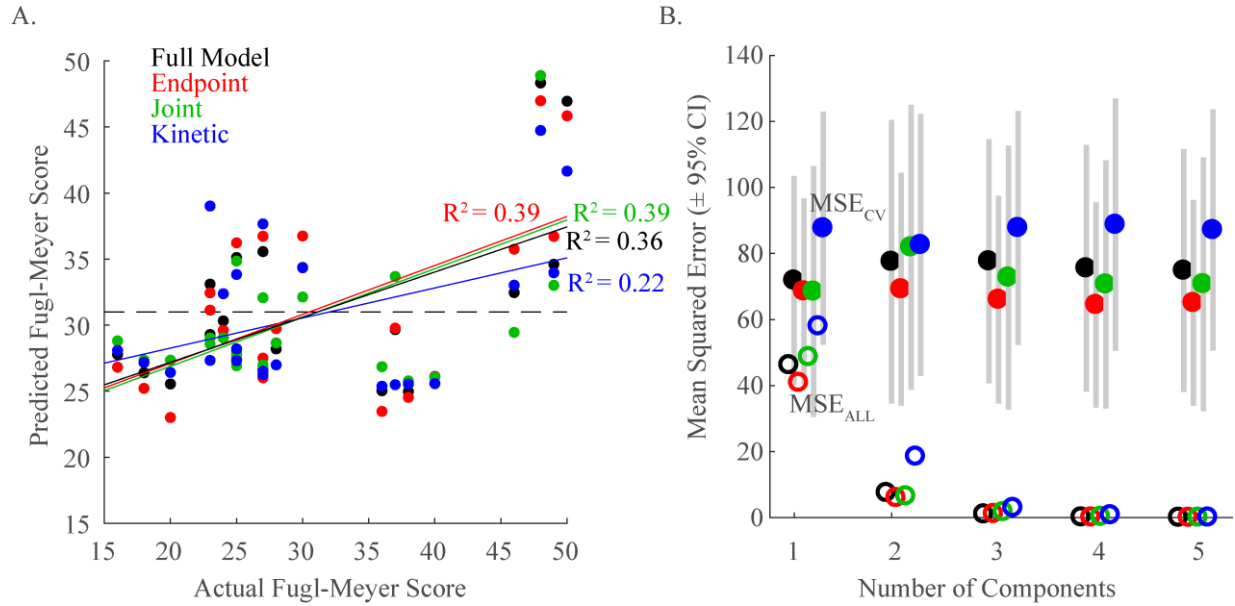 A.
Full Model
Endpoint
Joint
Kinetic
50
45
40
35
30
25
20
15
Predicted Fugl-Meyer Score
R² = 0.39
R² = 0.39
R² = 0.36
R² = 0.22
15 20 25 30 35 40 45 50
Actual Fugl-Meyer Score
B.
140
120
100
80
60
40
20
0
Mean Squared Error (± 95% CI)
MSE_CV
MSE_ALL
1 2 3 4 5
Number of Components